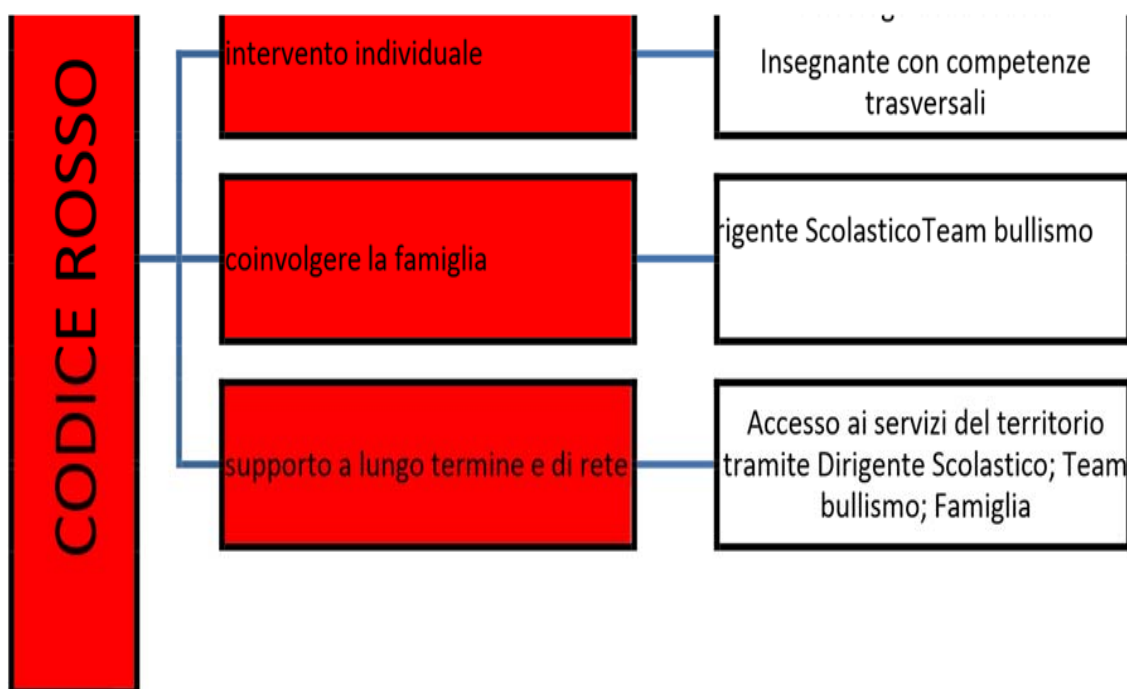 CODICE ROSSO
intervento individuale
Insegnante con competenze
trasversali
coinvolgere la famiglia
rigente ScolasticoTeam bullismo
supporto a lungo termine e di rete
Accesso ai servizi del territorio
tramite Dirigente Scolastico; Team
bullismo; Famiglia